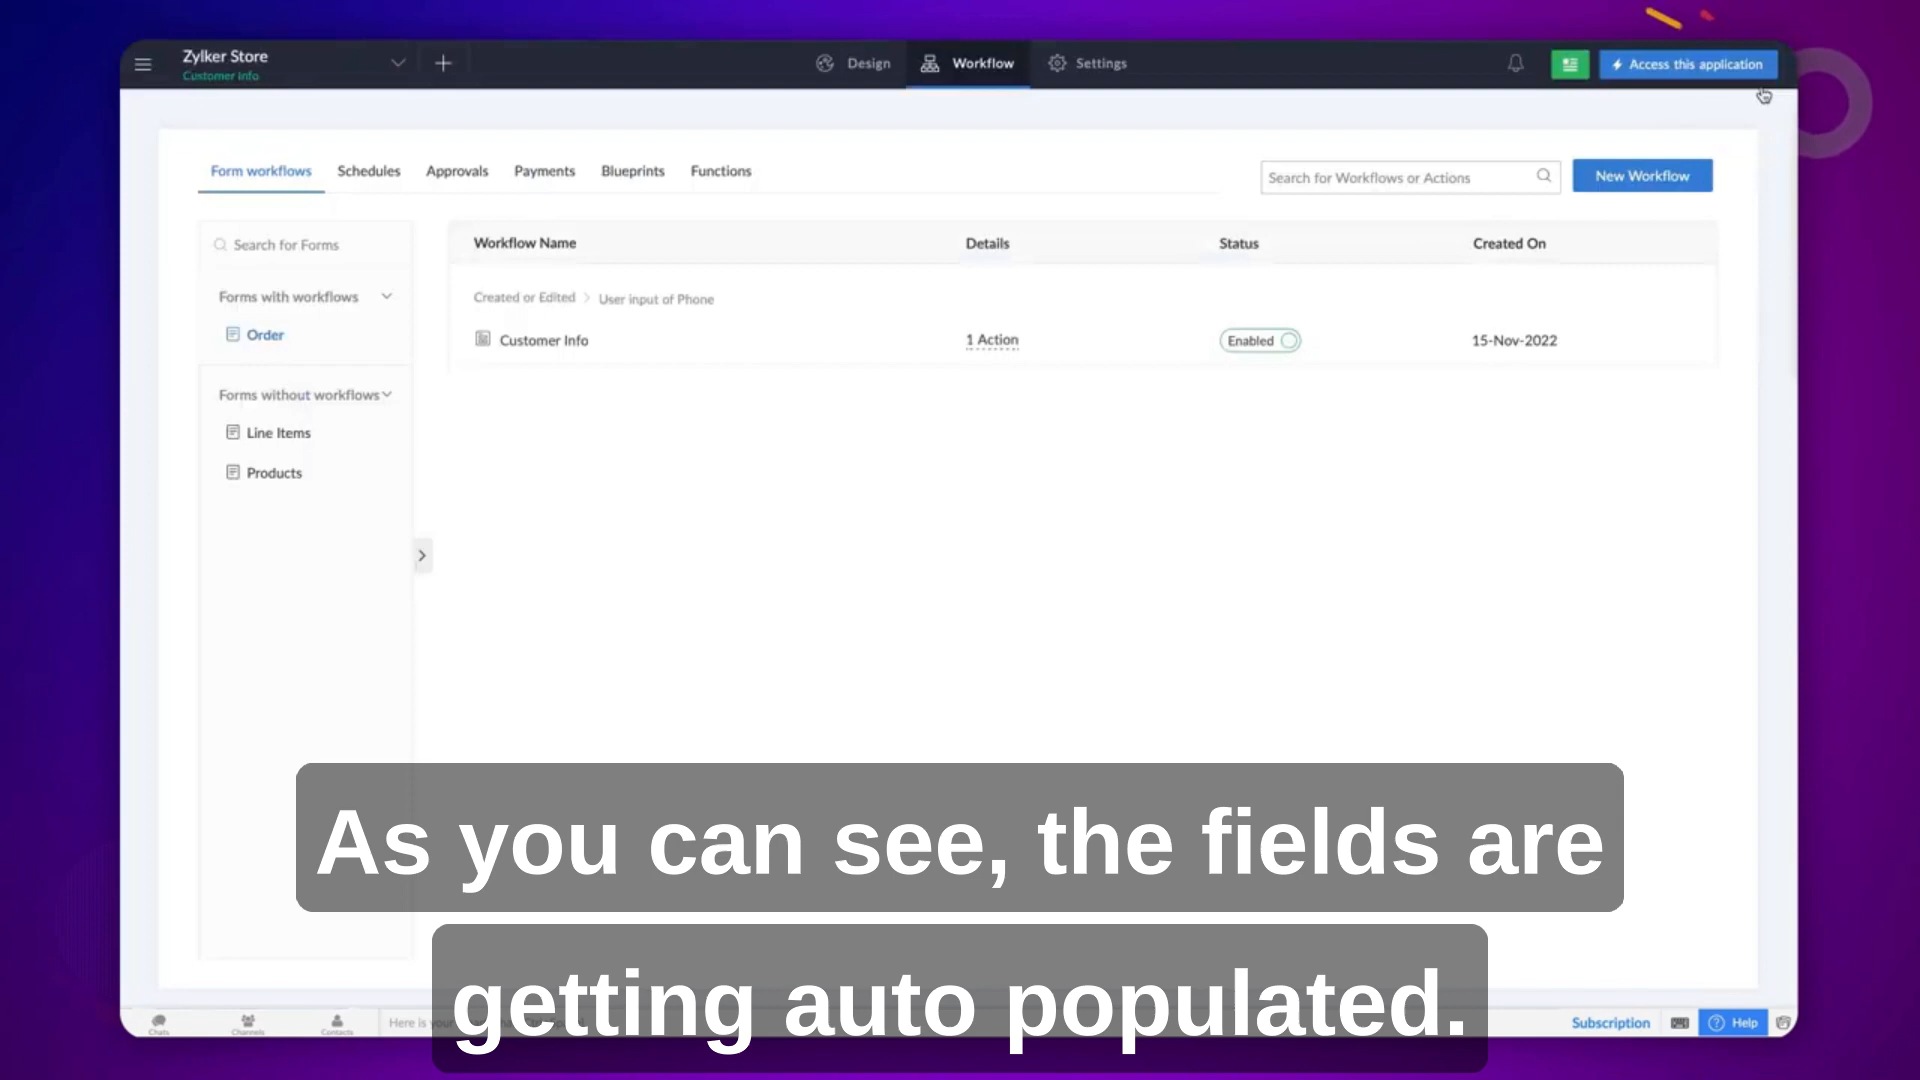 Zylker Store
Customer Info
Design
Workflow
Settings
Access this application
Form workflows
Schedules
Approvals
Payments
Blueprints
Functions
Search for Workflows or Actions
New Workflow
Search for Forms
Workflow Name
Details
Status
Created On
Forms with workflows
Created or Edited
User input of Phone
Order
Customer Info
1 Action
Enabled
15-Nov-2022
Forms without workflows
Line Items
Products
As you can see, the fields are
getting auto populated.
Chats
Channels
Contacts
Here is
Subscription
Help